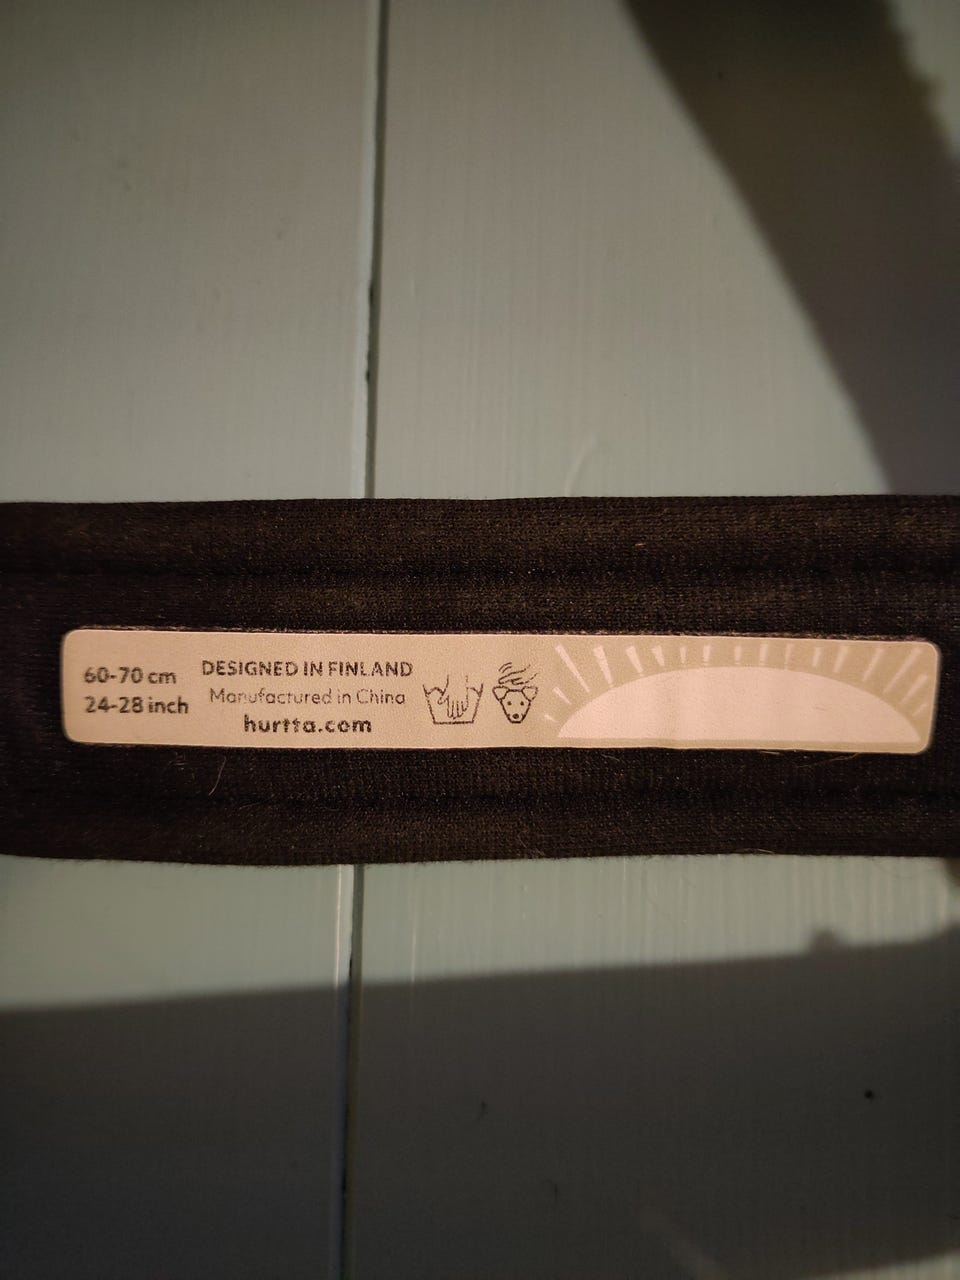 60-70 cm
24-28 inch
DESIGNED IN FINLAND
Manufactured in China
hurtta.com